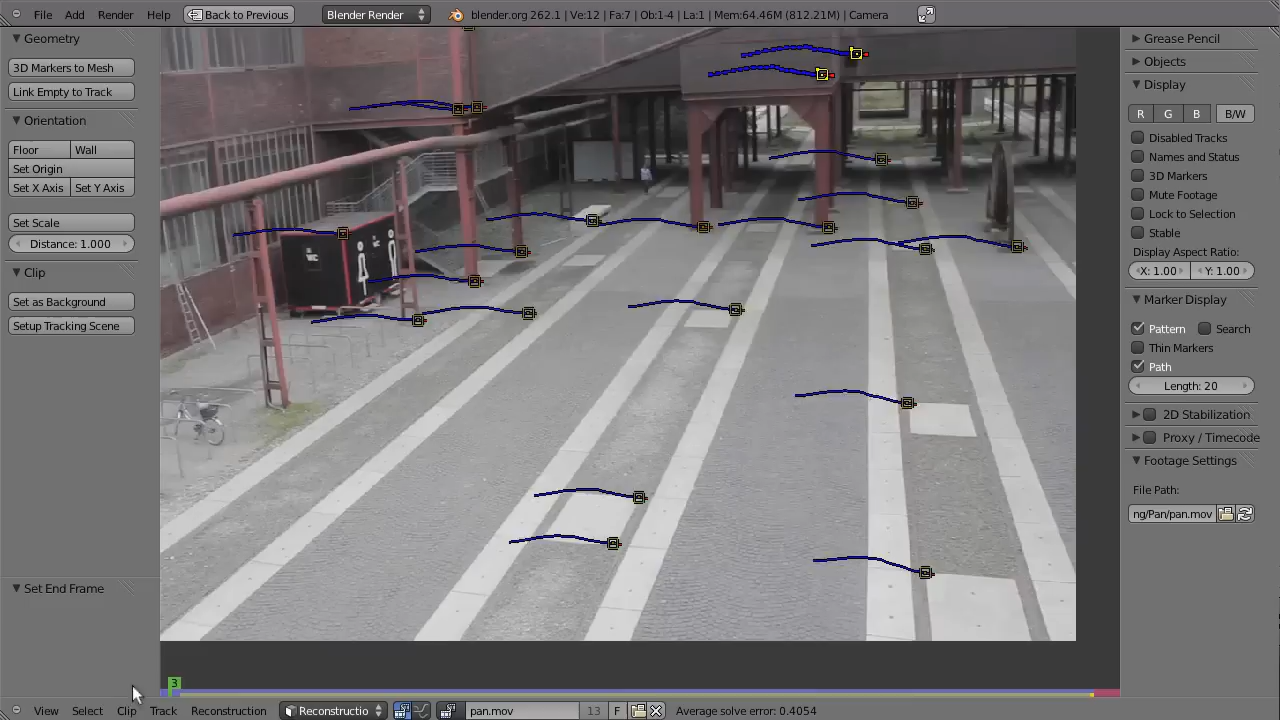 File Add Render Help Back to Previous Blender Render blender.org 262.1 | Ve:12 | Fa:7 | Ob:1-4 | La:1 | Mem:64.46M (812.21M) | Camera
Geometry
3D Markers to Mesh
Link Empty to Track
Orientation
Floor Wall
Set Origin
Set X Axis Set Y Axis
Set Scale
Distance: 1.000
Clip
Set as Background
Setup Tracking Scene
Set End Frame
WC
WC
Grease Pencil
Objects
Display
R G B B/W
Disabled Tracks
Names and Status
3D Markers
Mute Footage
Lock to Selection
Stable
Display Aspect Ratio:
X: 1.00 Y: 1.00
Marker Display
Pattern Search
Thin Markers
Path
Length: 20
2D Stabilization
Proxy / Timecode
Footage Settings
File Path:
ng/Pan/pan.mov
3
View Select Clip Track Reconstruction Reconstructio pan.mov 13 F Average solve error: 0.4054